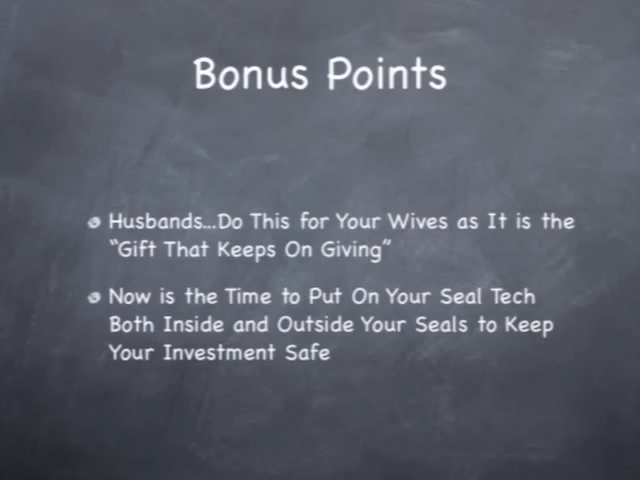 Bonus Points
Husbands...Do This for Your Wives as It is the
"Gift That Keeps On Giving"
Now is the Time to Put On Your Seal Tech
Both Inside and Outside Your Seals to Keep
Your Investment Safe